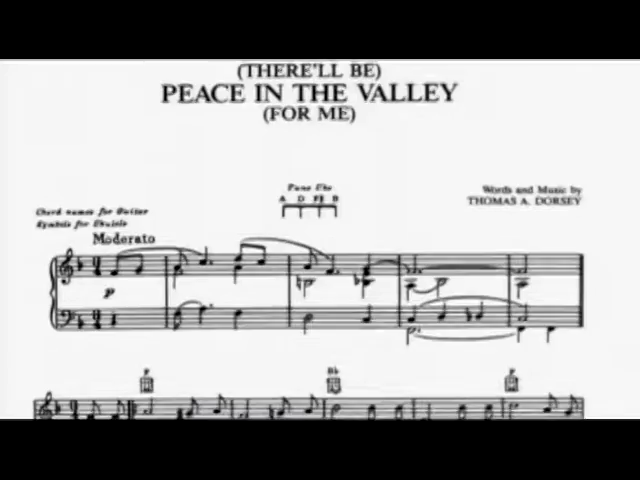 (THERE'LL BE)
PEACE IN THE VALLEY
(FOR ME)
Tune Uke
A D F# B
Words and Music by
THOMAS A. DORSEY
Chord names for Guitar
Symbols for Ukulele
Moderato
p
F Bb F